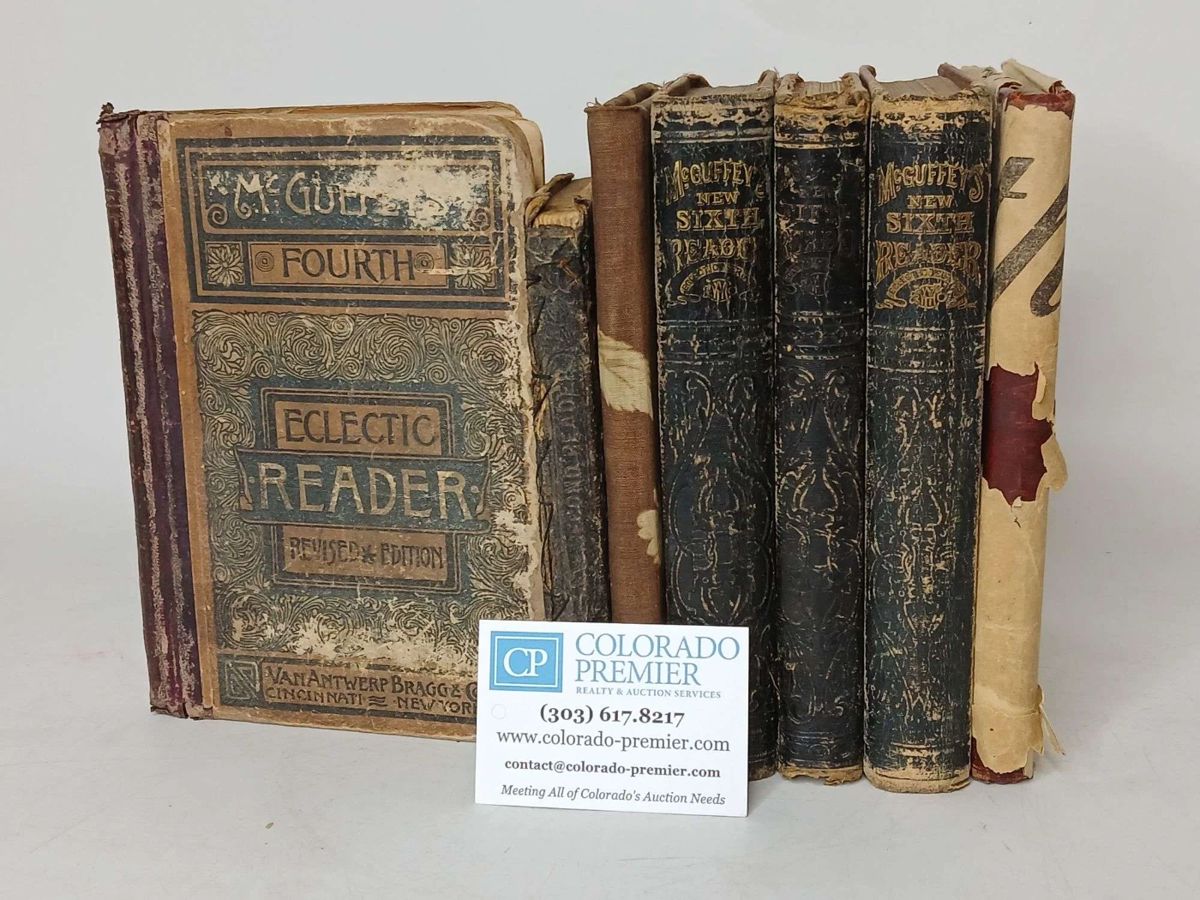 McGUFFEY'S
FOURTH
ECLECTIC
READER
REVISED EDITION
VAN ANTWERP BRAGG & CO
CINCINNATI NEW YORK
McGUFFEY'S
NEW
SIXTH
READER
McGUFFEY'S
NEW
SIXTH
READER
CP
COLORADO
PREMIER
REALTY & AUCTION SERVICES
(303) 617.8217
www.colorado-premier.com
contact@colorado-premier.com
Meeting All of Colorado's Auction Needs